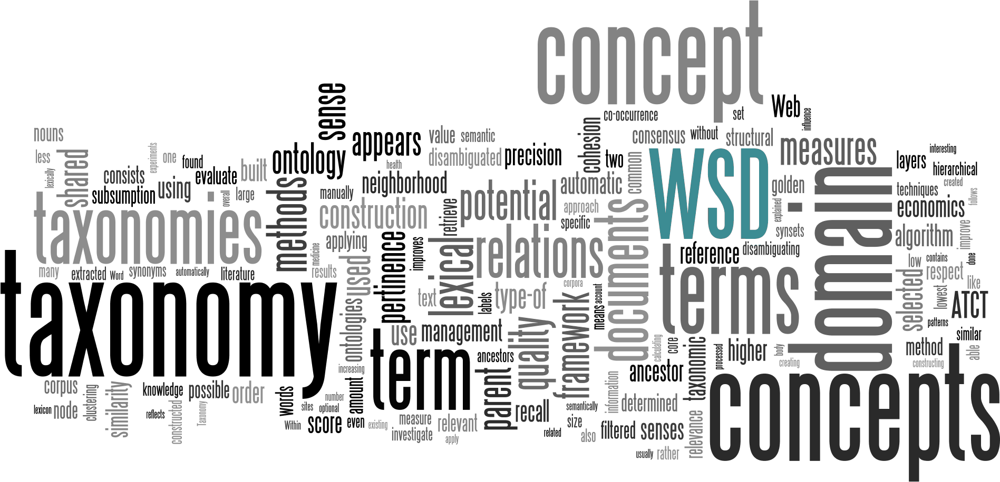 concept
sense
co-occurrence
set
Web
influence
nouns
appears
value
semantic
cohesion
consensus
without
structural
measures
less
shared
experiments
one
found
ontology
disambiguated
precision
two
common
WSD
layers
interesting
lexically
consists
evaluate
built
health
neighborhood
automatic
golden
hierarchical
subsumption
using
overall
large
methods
manually
potential
techniques
created
taxonomies
construction
retrieve
approach
specific
documents
explained
-
domain
economics
follows
applying
pertinence
improves
lexical
relations
synsets
algorithm
improve
medicine
reference
disambiguating
many
extracted
Word
synonyms
automatically
literature
results
used
terms
low
contains
done
selected
respect
taxonomy
text
labels
type-of
corpora
framework
account
means
lowest
like
ATCT
ontologies
use
management
quality
patterns
similar
term
ancestors
calculating
core
taxonomic
processed
higher
body
creating
method
able
constructing
increasing
parent
ancestor
concepts
corpus
clustering
similarity
knowledge
possible
order
words
number
amount
information
determined
lexicon
node
reflects
constructed
Taxonomy
sites
optional
recall
semantically
relevance
Within
score
even
existing
measure
relevant
size
investigate
apply
related
also
filtered
senses
usually
rather